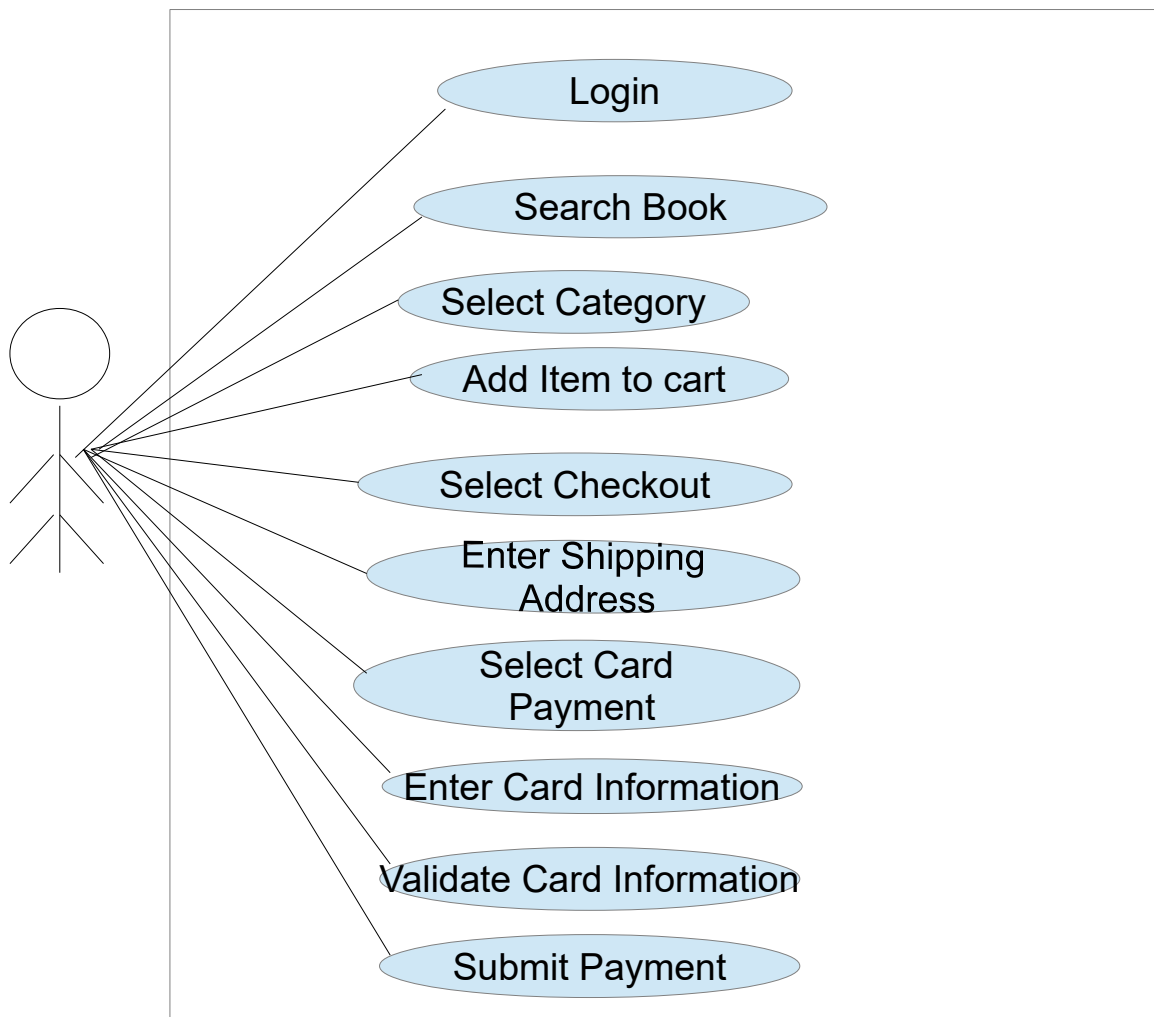 Login
Search Book
Select Category
Add Item to cart
Select Checkout
Enter Shipping
Address
Select Card
Payment
Enter Card Information
Validate Card Information
Submit Payment